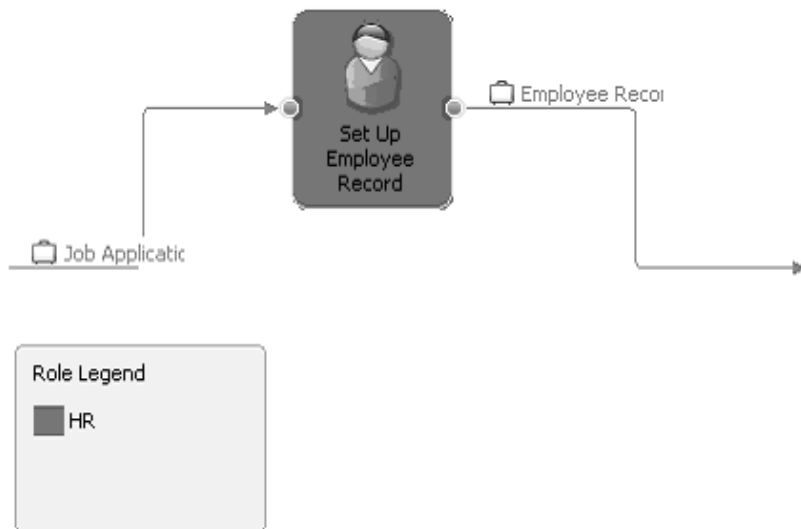 Employee Recor
Set Up
Employee
Record
Job Applicatic
Role Legend
HR